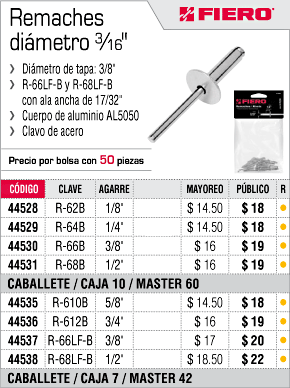 Remaches
diámetro 3/16"
FIERO®
Diámetro de tapa: 3/8"
R-66LF-B y R-68LF-B
con ala ancha de 17/32"
Cuerpo de aluminio AL5050
Clavo de acero
Precio por bolsa con 50 piezas
FIERO
CÓDIGO CLAVE AGARRE MAYOREO PÚBLICO R
44528 R-62B 1/8" $ 14.50 $ 18
44529 R-64B 1/4" $ 14.50 $ 18
44530 R-66B 3/8" $ 16 $ 19
44531 R-68B 1/2" $ 16 $ 19
CABALLETE / CAJA 10 / MASTER 60
44535 R-610B 5/8" $ 14.50 $ 18
44536 R-612B 3/4" $ 16 $ 19
44537 R-66LF-B 3/8" $ 17 $ 20
44538 R-68LF-B 1/2" $ 18.50 $ 22
CABALLETE / CAJA 7 / MASTER 42